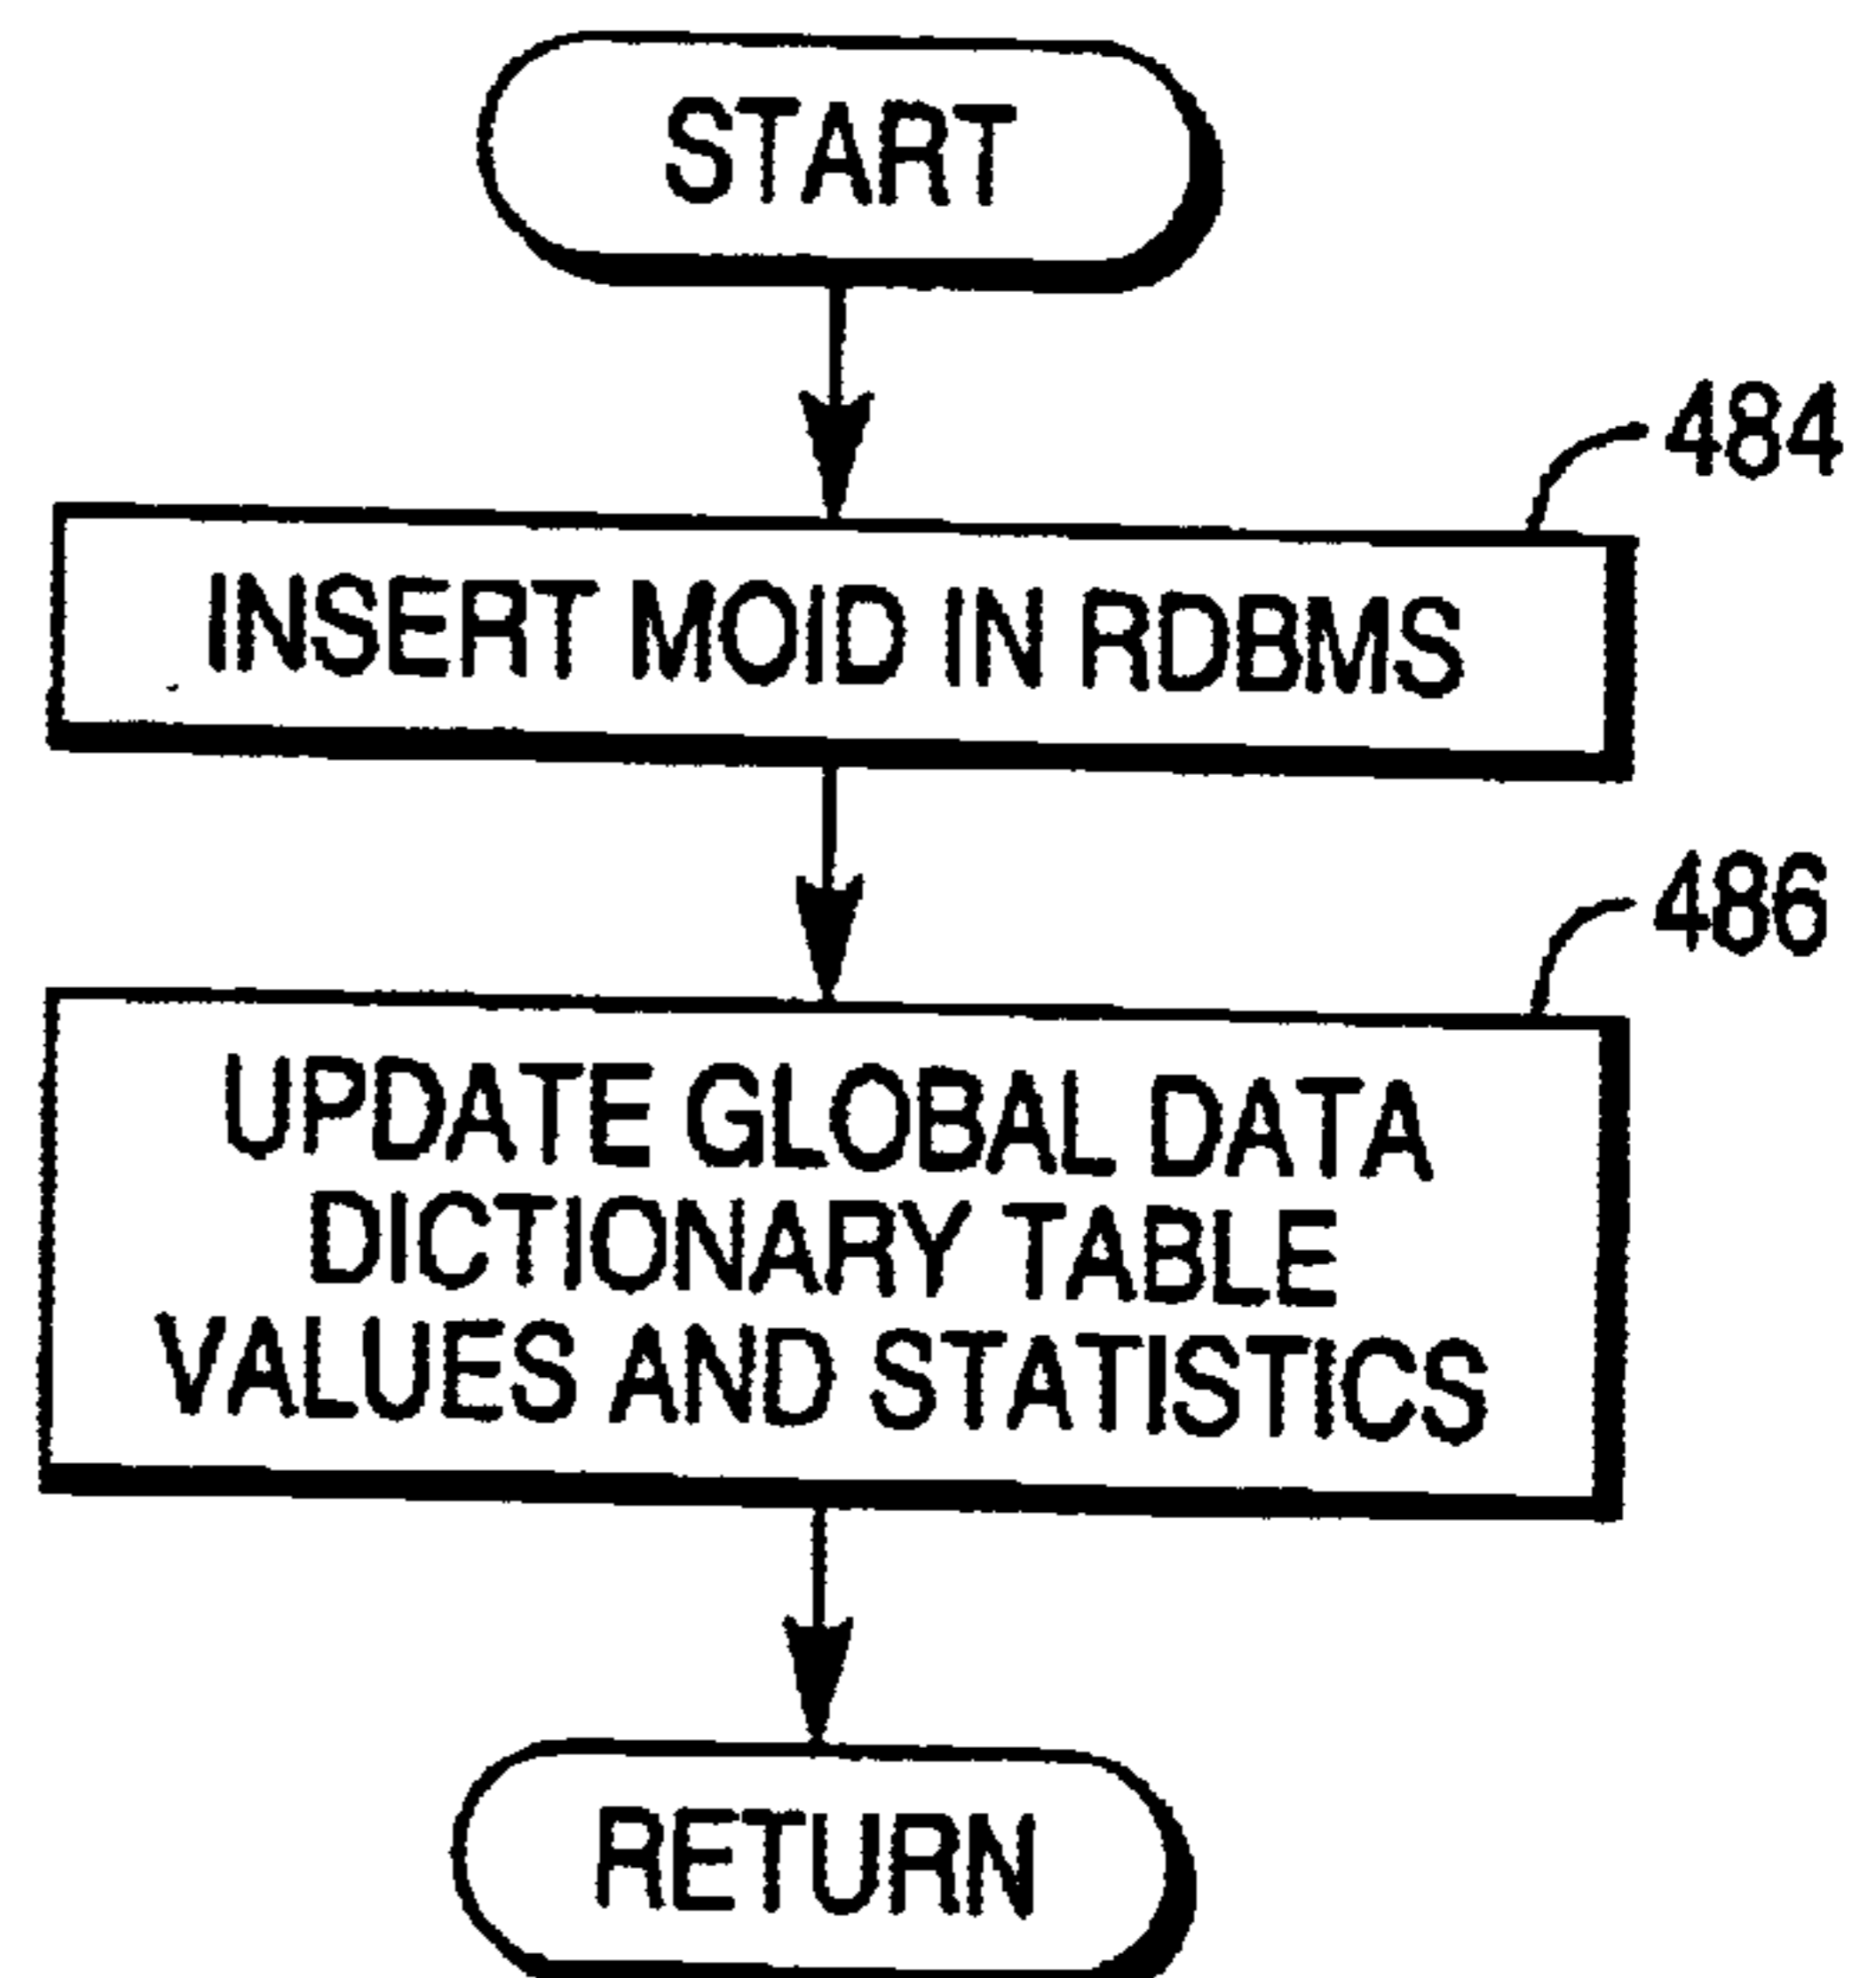 START
484
INSERT MOID IN RDBMS
486
UPDATE GLOBAL DATA
DICTIONARY TABLE
VALUES AND STATISTICS
RETURN